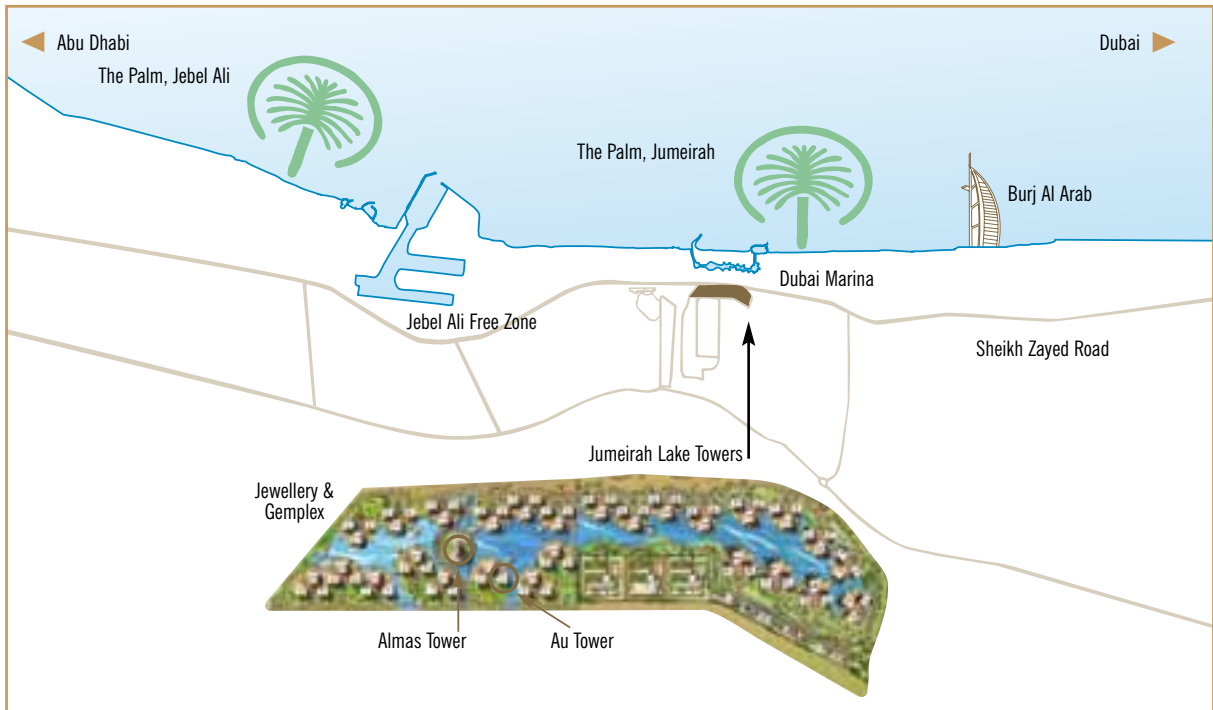 Abu Dhabi
Dubai
The Palm, Jebel Ali
The Palm, Jumeirah
Burj Al Arab
Dubai Marina
Jebel Ali Free Zone
Sheikh Zayed Road
Jumeirah Lake Towers
Jewellery &
Gemplex
Almas Tower
Au Tower